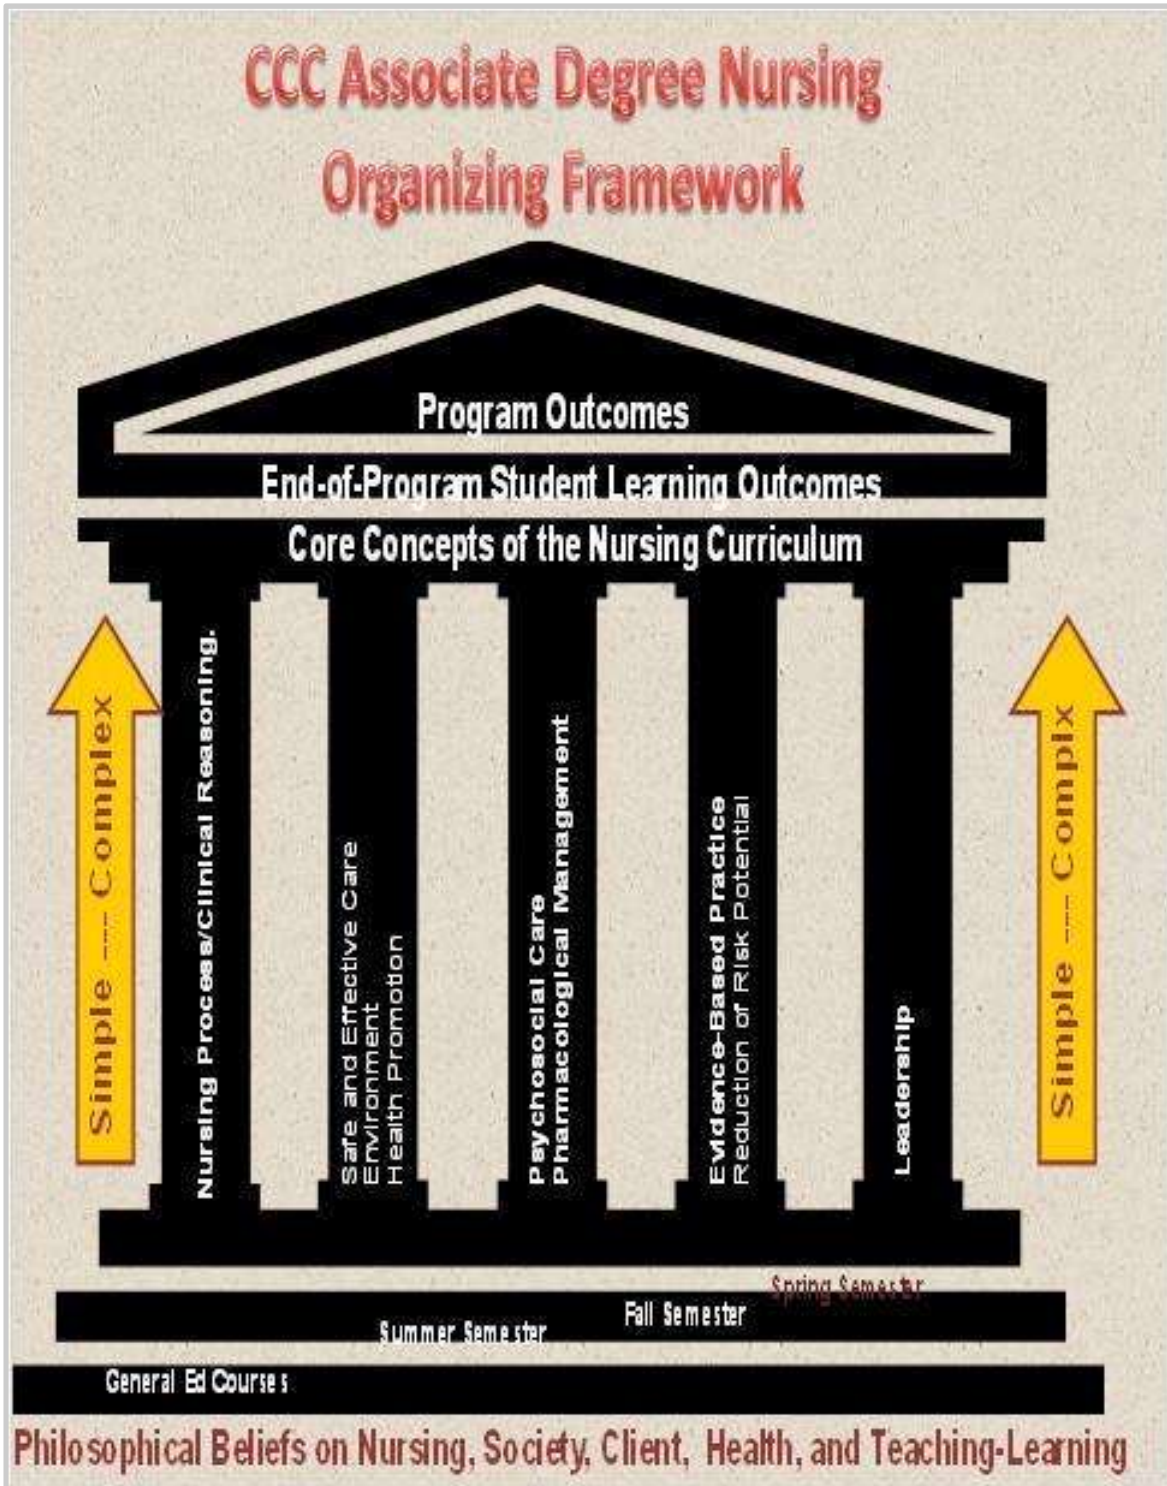 CCC Associate Degree Nursing
Organizing Framework
Program Outcomes
End-of-Program Student Learning Outcomes
Core Concepts of the Nursing Curriculum
Simple ---- Complex
Nursing Process/Clinical Reasoning.
Safe and Effective Care
Environment
Health Promotion
Psychosocial Care
Pharmacological Management
Evidence-Based Practice
Reduction of Risk Potential
Leadership
Simple ---- Complx
Spring Semester
Fall Semester
Summer Semester
General Ed Courses
Philosophical Beliefs on Nursing, Society, Client, Health, and Teaching-Learning